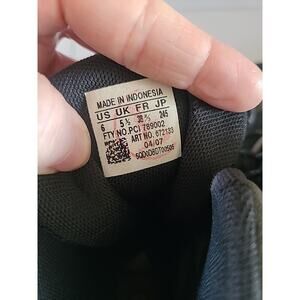 MADE IN INDONESIA
US UK FR JP
6 5½ 38⅔ 245
FTY NO.PCI 789002
ART NO. 672133
04/07